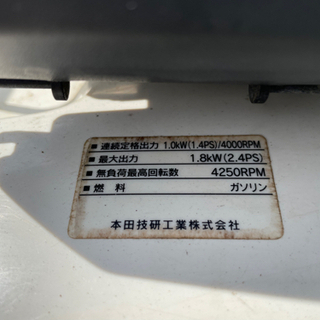 ■ 連続定格出力 1.0kW(1.4PS)/4000RPM
■ 最大出力 1.8kW(2.4PS)
■ 無負荷最高回転数 4250RPM
■ 燃料 ガソリン
本田技研工業株式会社